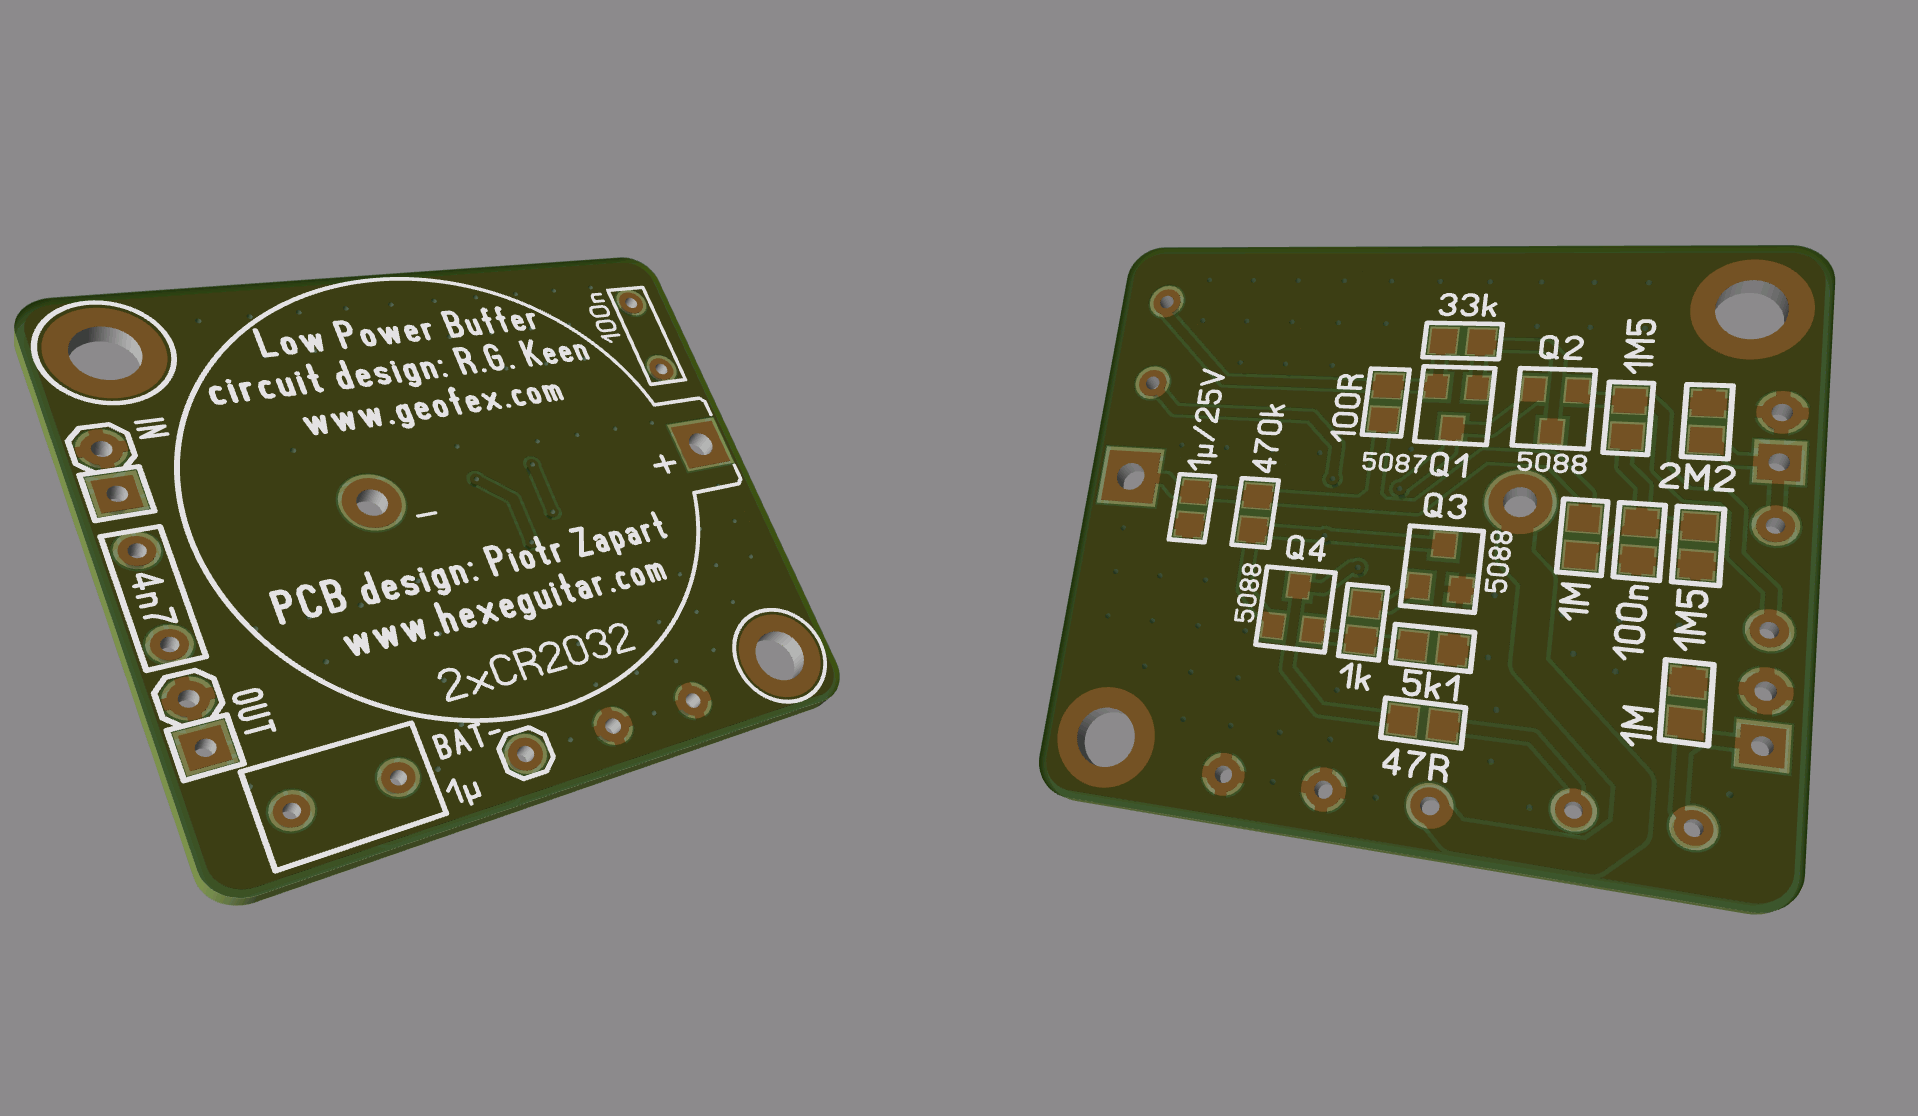 Low Power Buffer
circuit design: R.G. Keen
www.geofex.com
100n
IN
+
−
4n7
PCB design: Piotr Zapart
www.hexeguitar.com
2xCR2032
OUT
BAT-
1µ
33k
Q2
1M5
100R
1µ/25V
470k
5087
Q1
5088
2M2
Q3
5088
Q4
5088
1M
100n
1M5
1k
5k1
1M
47R